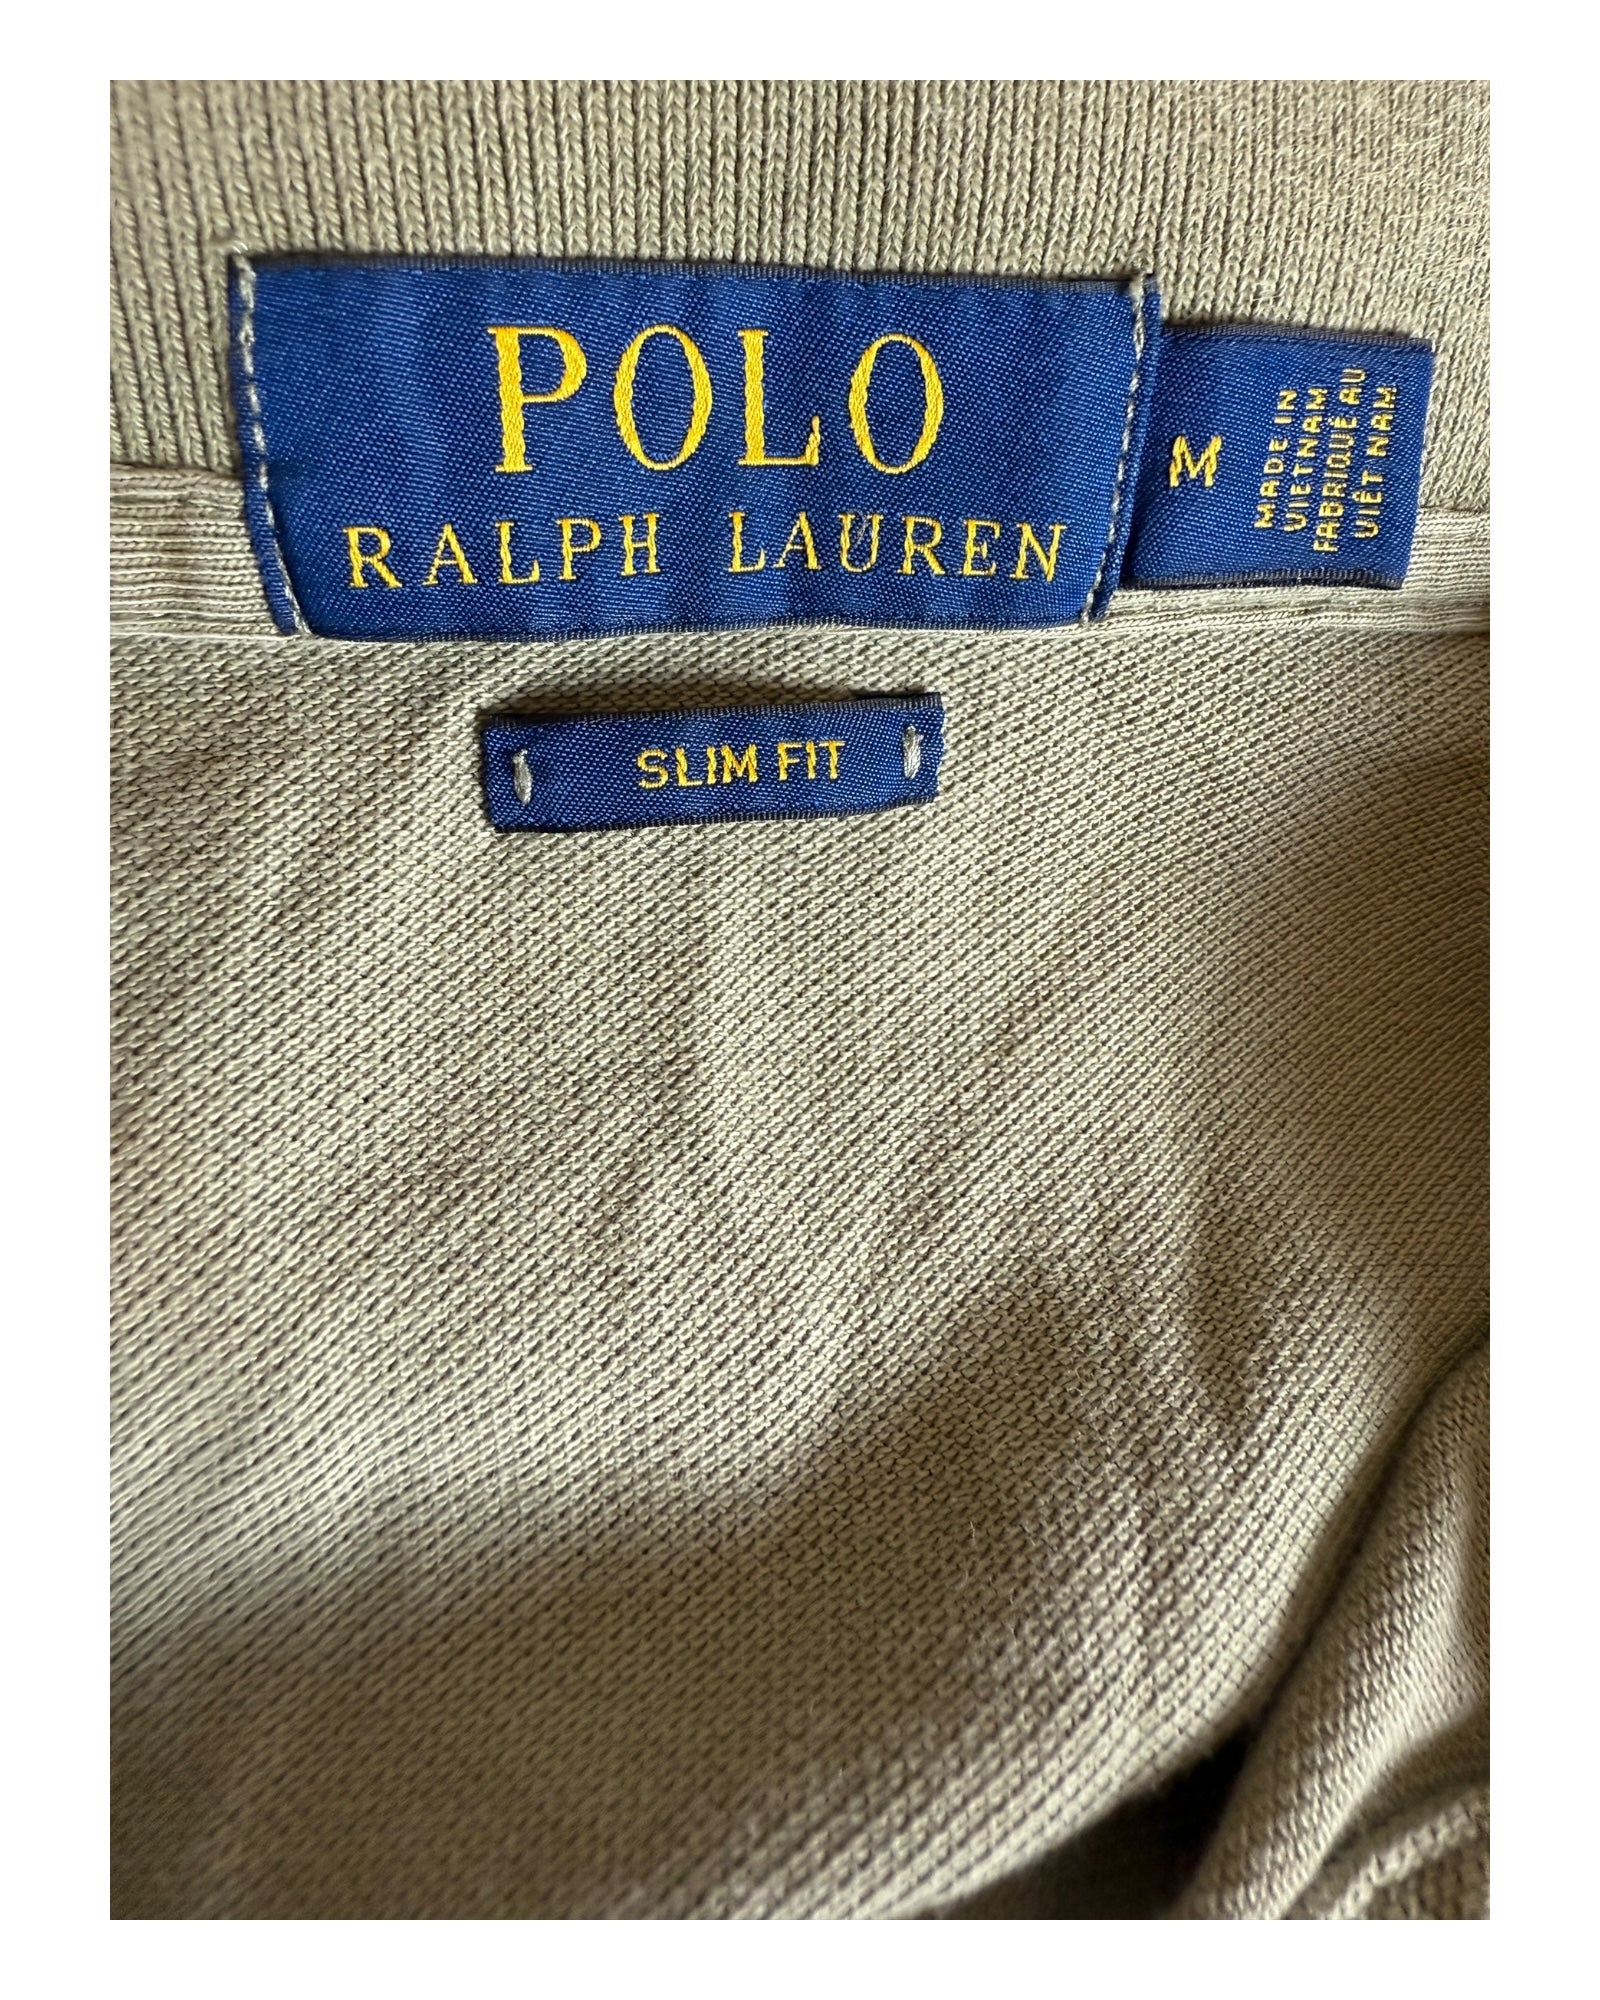 POLO
RALPH LAUREN
M
MADE IN
VIETNAM
FABRIQUÉ AU
VIÊT NAM
SLIM FIT